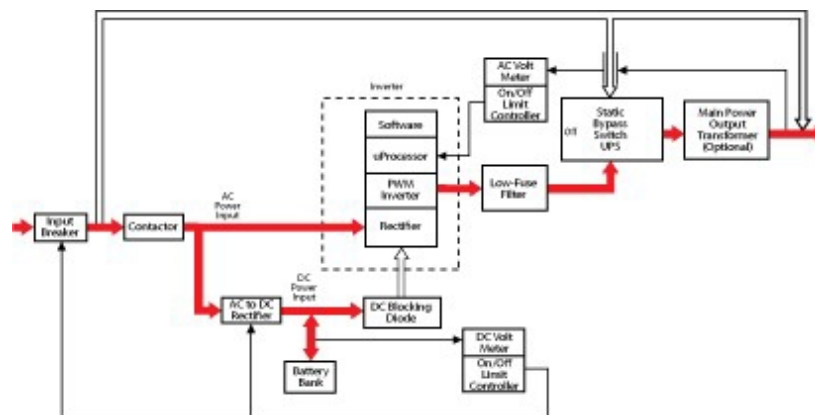 AC Volt
Meter
On/Off
Limit
Controller
Inverter
Software
uProcessor
PWM
Inverter
Rectifier
Static
Bypass
Switch
UPS
Main Power
Output
Transformer
(Optional)
Low-Fuse
Filter
AC
Power
Input
Input
Breaker
Contactor
DC
Power
Input
AC to DC
Rectifier
DC Blocking
Diode
Battery
Bank
DC Volt
Meter
On/Off
Limit
Controller